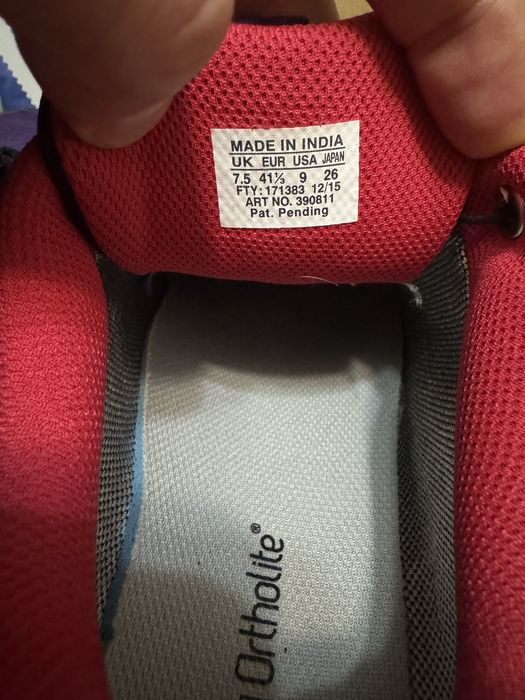 MADE IN INDIA
UK EUR USA JAPAN
7.5 41⅓ 9 26
FTY: 171383 12/15
ART NO. 390811
Pat. Pending
Ortholite®